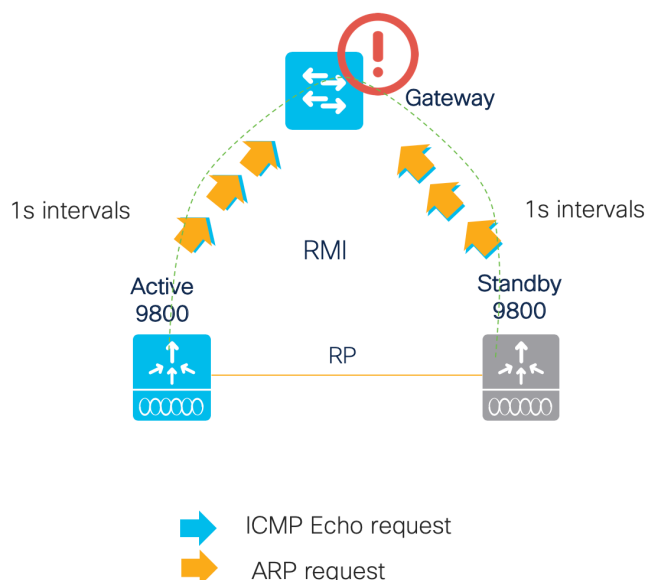 Gateway
1s intervals
1s intervals
RMI
Active
9800
Standby
9800
RP
ICMP Echo request
ARP request